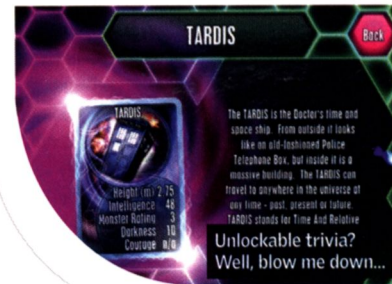 TARDIS
Back
TARDIS
Height (m) 2.75
Intelligence 48
Monster Rating 3
Darkness 10
Courage n/a
The TARDIS is the Doctor's time and
space ship. From outside it looks
like an old-fashioned Police
Telephone Box, but inside it is a
massive building. The TARDIS can
travel to anywhere in the universe at
any time - past, present or future.
TARDIS stands for Time And Relative
Unlockable trivia?
Well, blow me down...